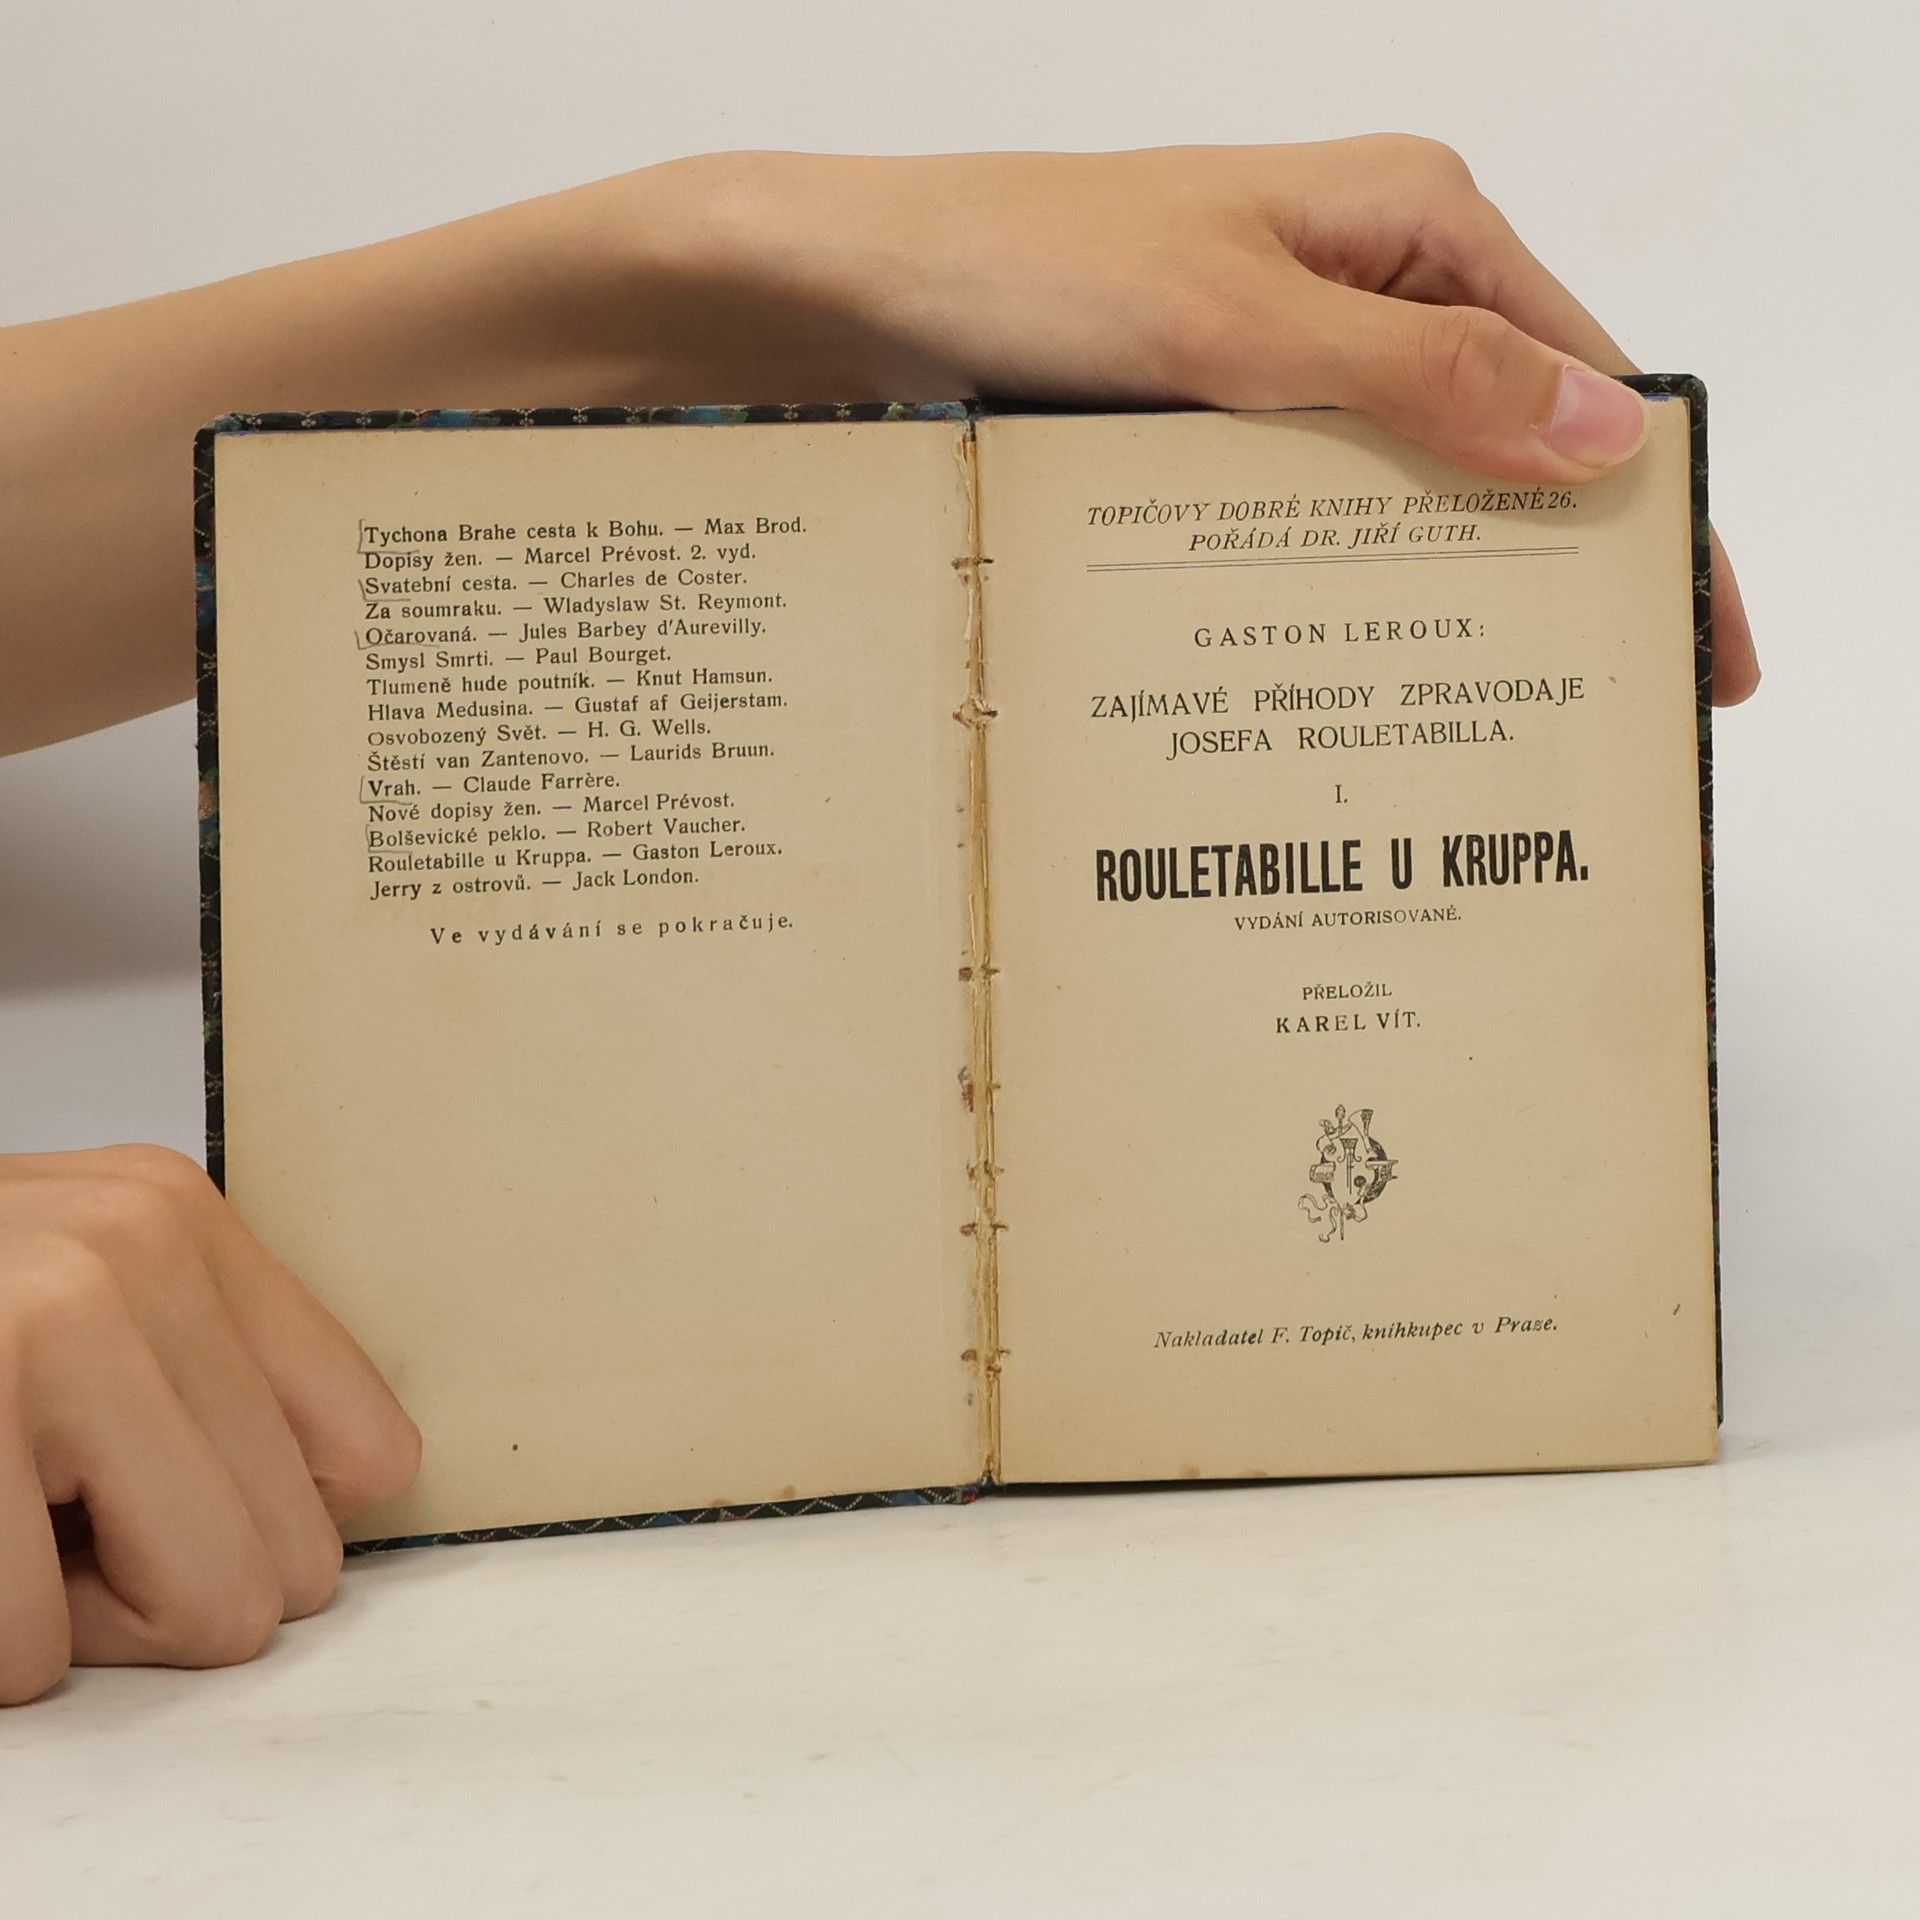 Tychona Brahe cesta k Bohu. — Max Brod.
Dopisy žen. — Marcel Prévost. 2. vyd.
Svatební cesta. — Charles de Coster.
Za soumraku. — Wladyslaw St. Reymont.
Očarovaná. — Jules Barbey d'Aurevilly.
Smysl Smrti. — Paul Bourget.
Tlumeně hude poutník. — Knut Hamsun.
Hlava Medusina. — Gustaf af Geijerstam.
Osvobozený Svět. — H. G. Wells.
Štěstí van Zantenovo. — Laurids Bruun.
Vrah. — Claude Farrère.
Nové dopisy žen. — Marcel Prévost.
Bolševické peklo. — Robert Vaucher.
Rouletabille u Kruppa. — Gaston Leroux.
Jerry z ostrovů. — Jack London.
Ve vydávání se pokračuje.
TOPIČOVY DOBRÉ KNIHY PŘELOŽENÉ 26.
POŘÁDÁ DR. JIŘÍ GUTH.
GASTON LEROUX:
ZAJÍMAVÉ PŘÍHODY ZPRAVODAJE
JOSEFA ROULETABILLA.
I.
ROULETABILLE U KRUPPA.
VYDÁNÍ AUTORISOVANÉ.
PŘELOŽIL
KAREL VÍT.
Nakladatel F. Topič, knihkupec v Praze.